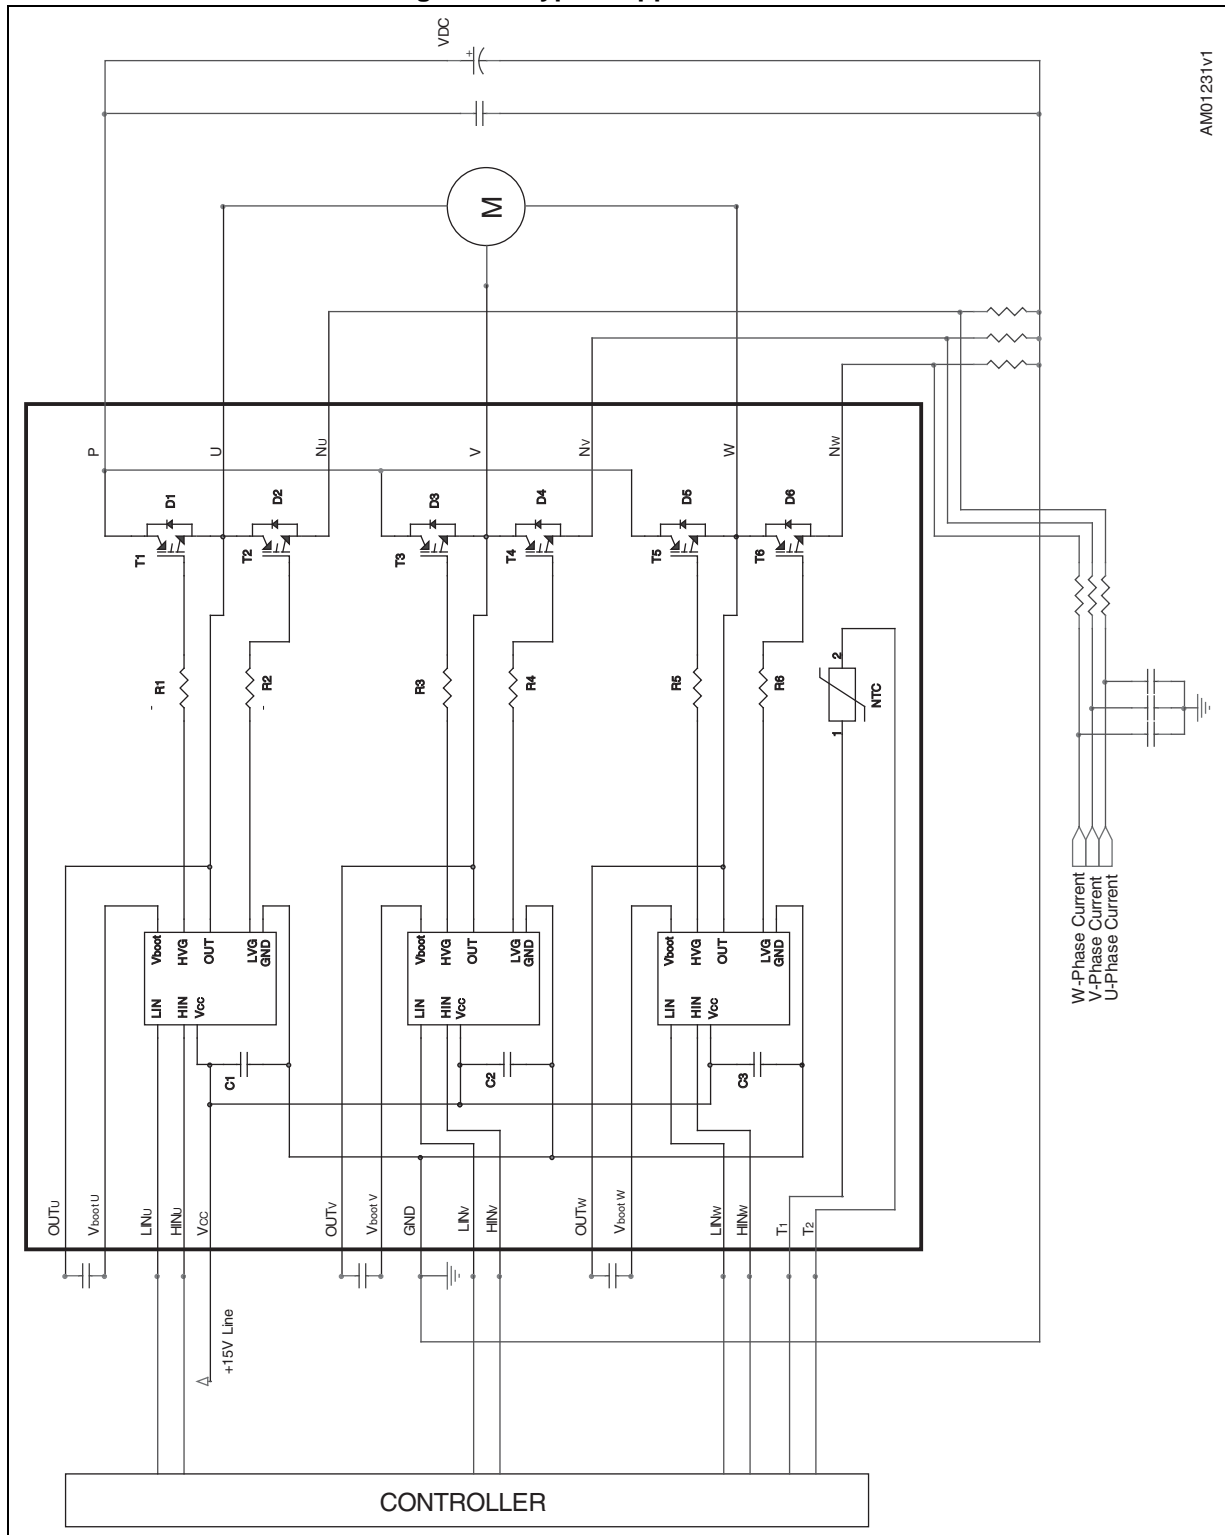 VDC
AM01231v1
M
P
U
NU
V
NV
W
NW
D1
D2
D3
D4
D5
D6
T1
T2
T3
T4
T5
T6
R1
R2
R3
R4
R5
R6
2
NTC
1
Vboot
HVG
OUT
LVG
GND
LIN
HIN
Vcc
Vboot
HVG
OUT
LVG
GND
LIN
HIN
Vcc
Vboot
HVG
OUT
LVG
GND
LIN
HIN
Vcc
C1
C2
C3
W-Phase Current
V-Phase Current
U-Phase Current
OUTU
Vboot U
LINU
HINU
VCC
OUTV
Vboot V
GND
LINV
HINV
OUTW
Vboot W
LINW
HINW
T1
T2
+15V Line
CONTROLLER